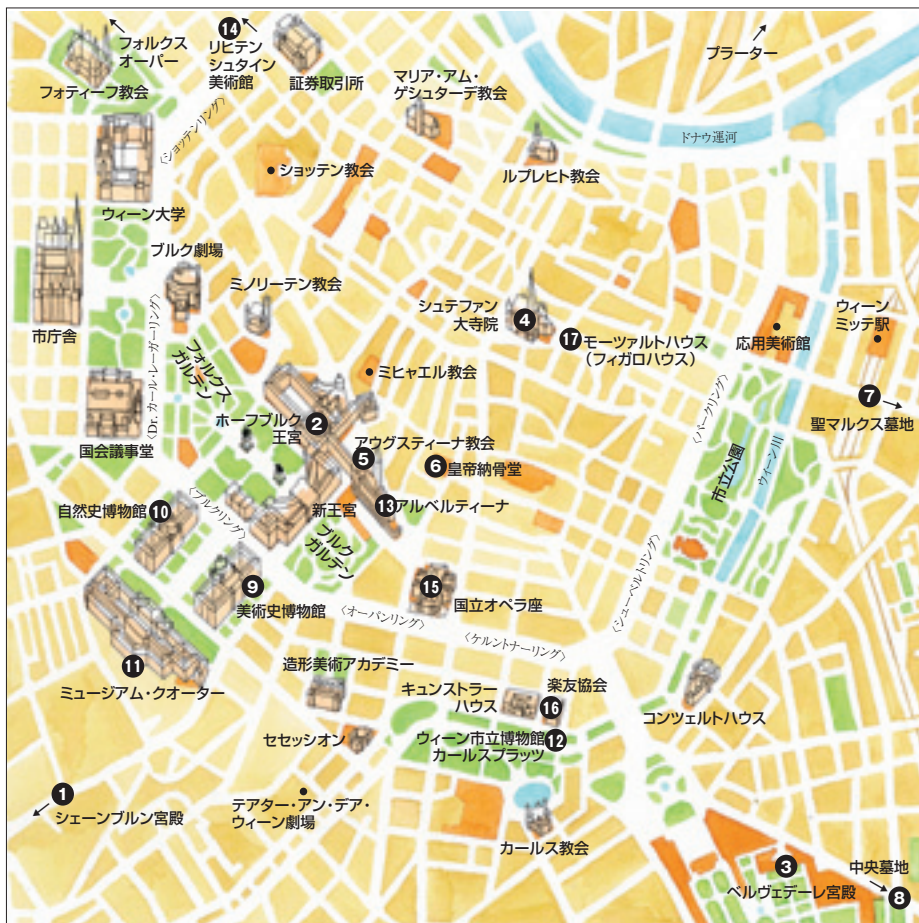 フォルクス
オーパー
⓮
リヒテン
シュタイン
美術館
証券取引所
プラーター
フォティーフ教会
マリア・アム・
ゲシュターデ教会
〈ショッテンリング〉
ドナウ運河
ショッテン教会
ルプレヒト教会
ウィーン大学
ブルク劇場
ミノリーテン教会
市庁舎
〈Dr.カール・レーガーリング〉
シュテファン
大寺院
❹
⓱
モーツァルトハウス
(フィガロハウス)
応用美術館
ウィーン
ミッテ駅
フォルクス
ガルテン
ミヒャエル教会
〈パークリング〉
❼
聖マルクス墓地
国会議事堂
ホーフブルク
王宮
❷
アウグスティーナ教会
❺
❻
皇帝納骨堂
市立公園
ウィーン川
自然史博物館
❿
〈ブルクリング〉
新王宮
⓭
アルベルティーナ
ブルク
ガルテン
❾
美術史博物館
⓯
国立オペラ座
〈シューベルトリング〉
〈オーパンリング〉
〈ケルントナーリング〉
⓫
ミュージアム・クオーター
造形美術アカデミー
キュンストラー
ハウス
楽友協会
⓰
コンツェルトハウス
セセッシオン
ウィーン市立博物館
カールスプラッツ
⓬
❶
シェーンブルン宮殿
テアター・アン・デア・
ウィーン劇場
カールス教会
❸
ベルヴェデーレ宮殿
中央墓地
❽